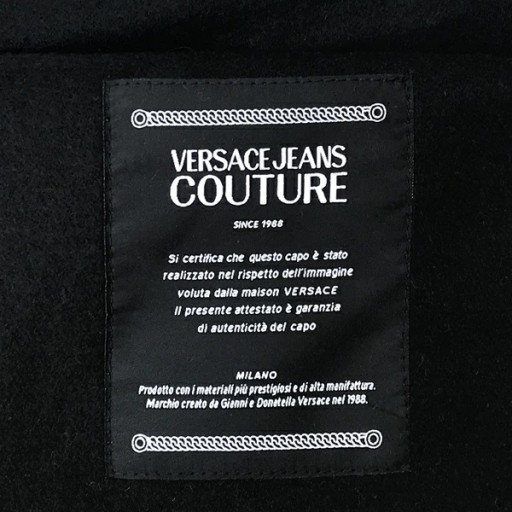 VERSACE JEANS
COUTURE
SINCE 1988
Si certifica che questo capo è stato
realizzato nel rispetto dell'immagine
voluta dalla maison VERSACE
Il presente attestato è garanzia
di autenticità del capo
MILANO
Prodotto con i materiali più prestigiosi e di alta manifattura.
Marchio creato da Gianni e Donatella Versace nel 1988.